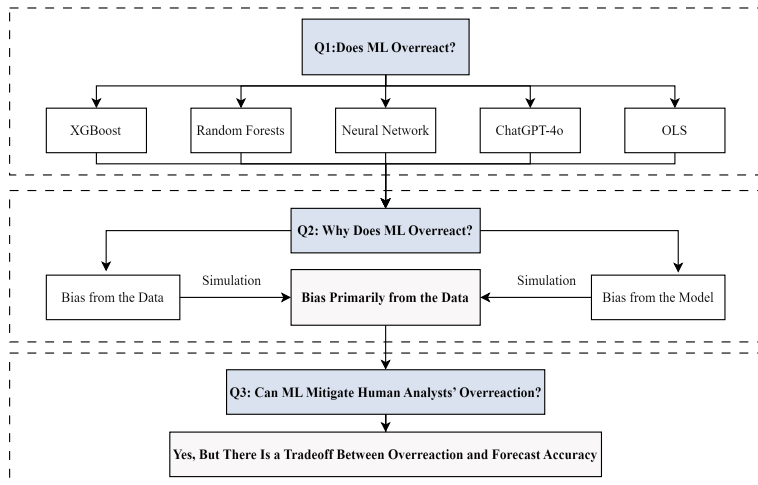 Q1:Does ML Overreact?
XGBoost
Random Forests
Neural Network
ChatGPT-4o
OLS
Q2: Why Does ML Overreact?
Simulation
Simulation
Bias from the Data
Bias Primarily from the Data
Bias from the Model
Q3: Can ML Mitigate Human Analysts' Overreaction?
Yes, But There Is a Tradeoff Between Overreaction and Forecast Accuracy